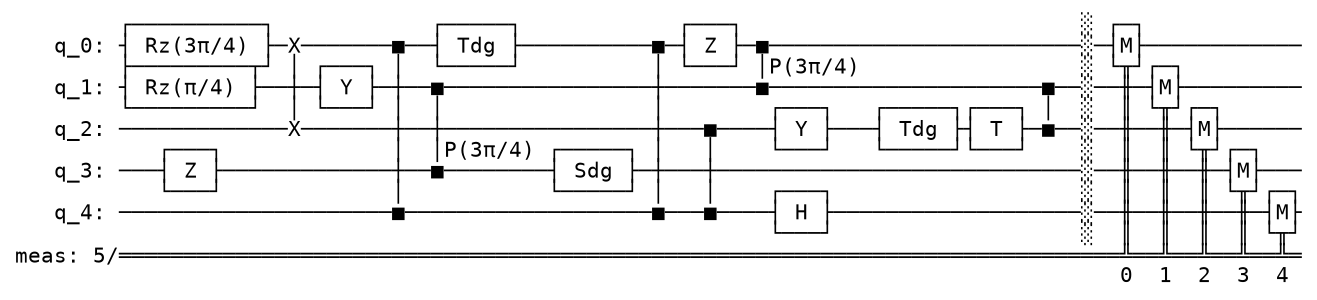 q_0: Rz(3π/4) X Tdg Z M
P(3π/4)
q_1: Rz(π/4) Y M
q_2: X Y Tdg T M
P(3π/4)
q_3: Z Sdg M
q_4: H M
meas: 5/
0 1 2 3 4